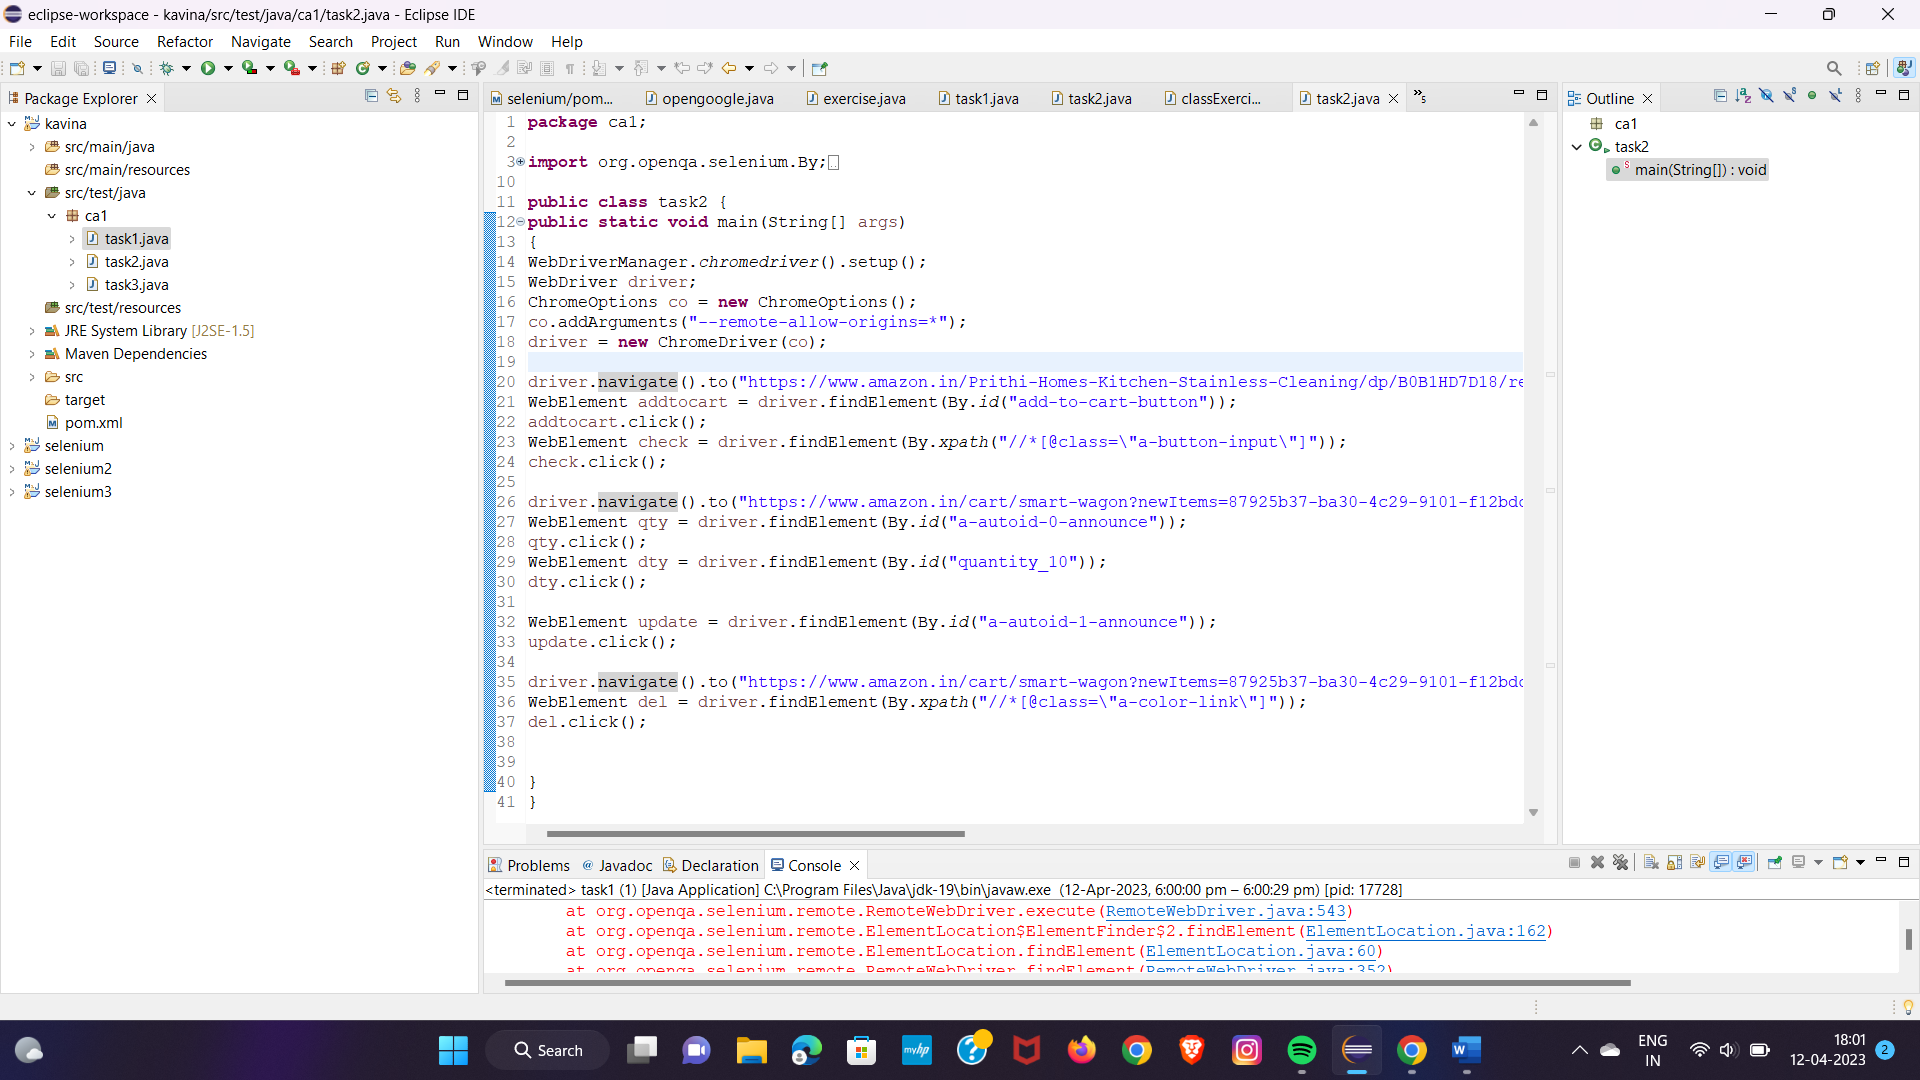 eclipse-workspace - kavina/src/test/java/ca1/task2.java - Eclipse IDE
File Edit Source Refactor Navigate Search Project Run Window Help
Package Explorer
kavina
src/main/java
src/main/resources
src/test/java
ca1
task1.java
task2.java
task3.java
src/test/resources
JRE System Library [J2SE-1.5]
Maven Dependencies
src
target
pom.xml
selenium
selenium2
selenium3
selenium/pom... opengoogle.java exercise.java task1.java task2.java classExerci... task2.java »5
1 package ca1;
2
3 import org.openqa.selenium.By;
10
11 public class task2 {
12 public static void main(String[] args)
13 {
14 WebDriverManager.chromedriver().setup();
15 WebDriver driver;
16 ChromeOptions co = new ChromeOptions();
17 co.addArguments("--remote-allow-origins=*");
18 driver = new ChromeDriver(co);
19
20 driver.navigate().to("https://www.amazon.in/Prithi-Homes-Kitchen-Stainless-Cleaning/dp/B0B1HD7D18/re
21 WebElement addtocart = driver.findElement(By.id("add-to-cart-button"));
22 addtocart.click();
23 WebElement check = driver.findElement(By.xpath("//*[@class=\"a-button-input\"]"));
24 check.click();
25
26 driver.navigate().to("https://www.amazon.in/cart/smart-wagon?newItems=87925b37-ba30-4c29-9101-f12bdc
27 WebElement qty = driver.findElement(By.id("a-autoid-0-announce"));
28 qty.click();
29 WebElement dty = driver.findElement(By.id("quantity_10"));
30 dty.click();
31
32 WebElement update = driver.findElement(By.id("a-autoid-1-announce"));
33 update.click();
34
35 driver.navigate().to("https://www.amazon.in/cart/smart-wagon?newItems=87925b37-ba30-4c29-9101-f12bdc
36 WebElement del = driver.findElement(By.xpath("//*[@class=\"a-color-link\"]"));
37 del.click();
38
39
40 }
41 }
Outline
ca1
task2
main(String[]) : void
Problems @ Javadoc Declaration Console
<terminated> task1 (1) [Java Application] C:\Program Files\Java\jdk-19\bin\javaw.exe (12-Apr-2023, 6:00:00 pm – 6:00:29 pm) [pid: 17728]
at org.openqa.selenium.remote.RemoteWebDriver.execute(RemoteWebDriver.java:543)
at org.openqa.selenium.remote.ElementLocation$ElementFinder$2.findElement(ElementLocation.java:162)
at org.openqa.selenium.remote.ElementLocation.findElement(ElementLocation.java:60)
at org.openqa.selenium.remote.RemoteWebDriver.findElement(RemoteWebDriver.java:352)
Search
myhp
ENG
IN
18:01
12-04-2023
2